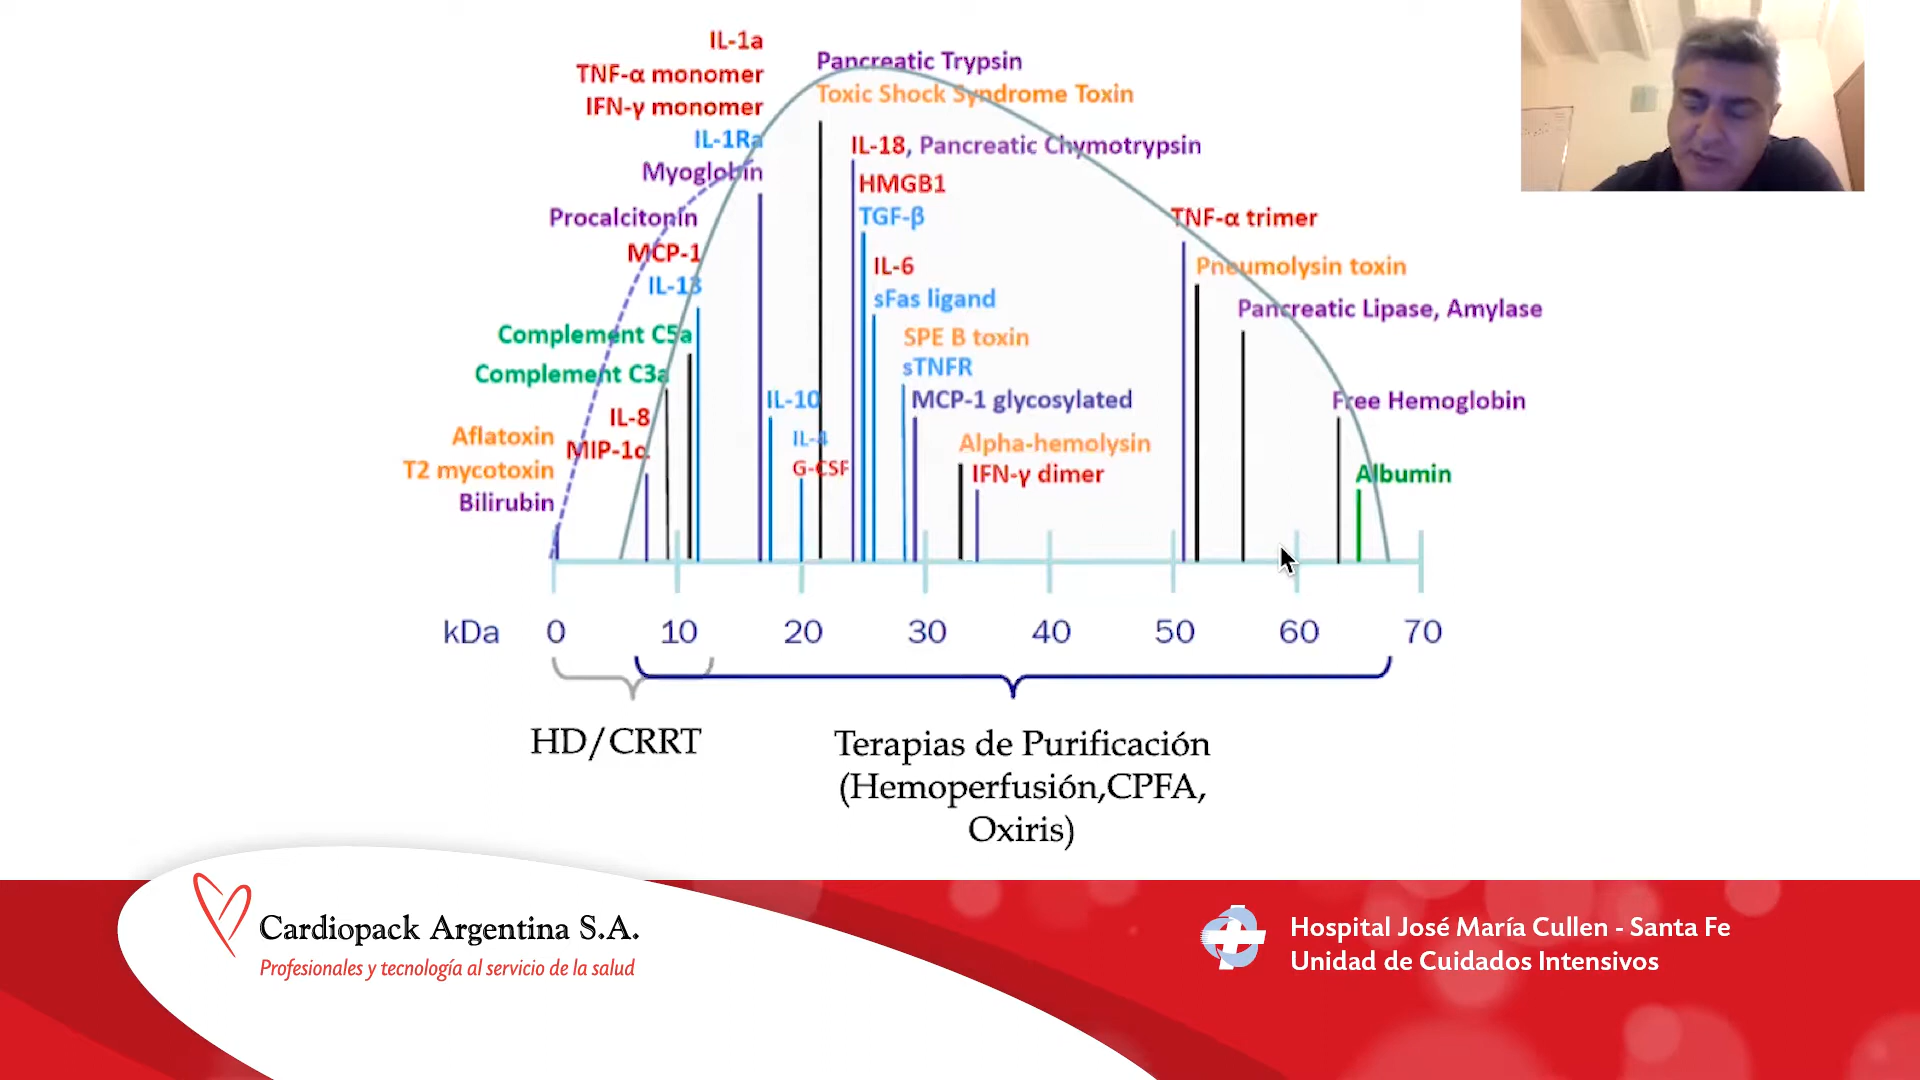 IL-1a
TNF-α monomer
IFN-γ monomer
IL-1Ra
Myoglobin
Procalcitonin
MCP-1
IL-13
Complement C5a
Complement C3a
IL-8
MIP-1α
Aflatoxin
T2 mycotoxin
Bilirubin
Pancreatic Trypsin
Toxic Shock Syndrome Toxin
IL-18, Pancreatic Chymotrypsin
HMGB1
TGF-β
IL-6
sFas ligand
SPE B toxin
sTNFR
IL-10
MCP-1 glycosylated
IL-4
G-CSF
Alpha-hemolysin
IFN-γ dimer
TNF-α trimer
Pneumolysin toxin
Pancreatic Lipase, Amylase
Free Hemoglobin
Albumin
kDa 0 10 20 30 40 50 60 70
HD/CRRT
Terapias de Purificación
(Hemoperfusión,CPFA,
Oxiris)
Cardiopack Argentina S.A.
Profesionales y tecnología al servicio de la salud
Hospital José María Cullen - Santa Fe
Unidad de Cuidados Intensivos